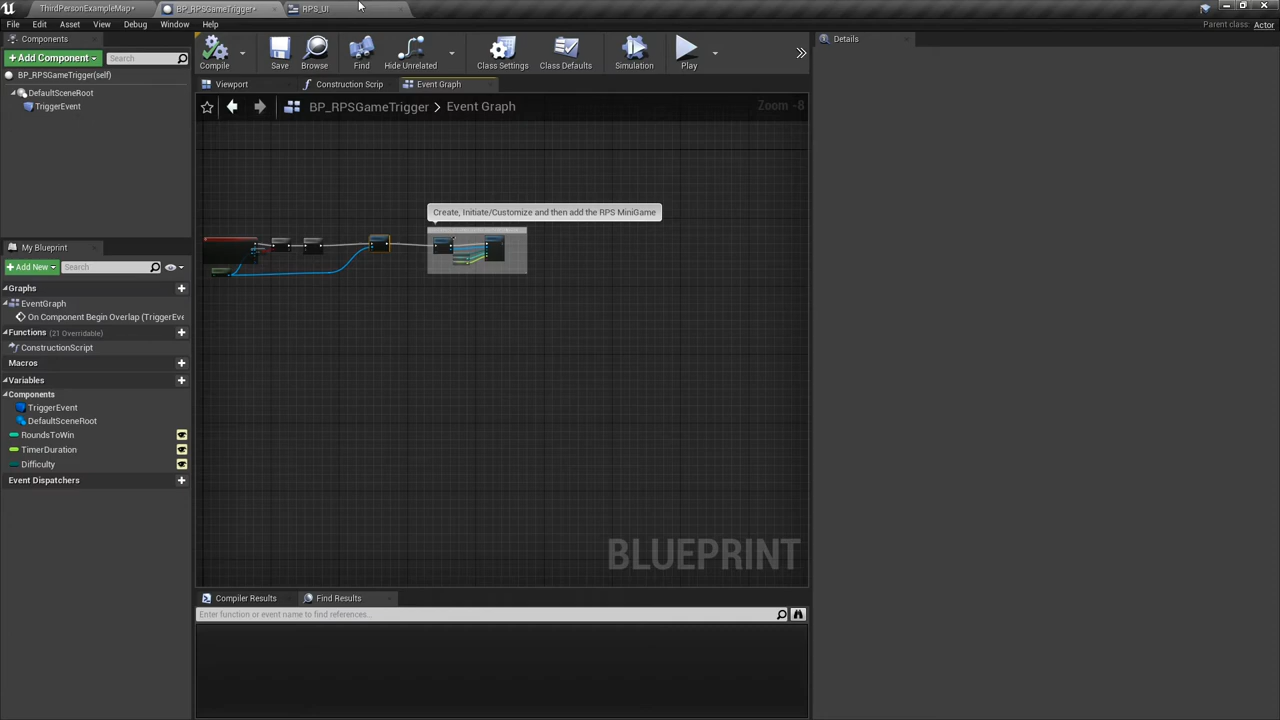 ThirdPersonExampleMap*
BP_RPSGameTrigger*
RPS_UI
File Edit Asset View Debug Window Help
Parent class: Actor
Components
Details
+ Add Component
Search
Compile
Save
Browse
Find
Hide Unrelated
Class Settings
Class Defaults
Simulation
Play
BP_RPSGameTrigger(self)
DefaultSceneRoot
TriggerEvent
Viewport
Construction Scrip
Event Graph
BP_RPSGameTrigger > Event Graph
Zoom -8
Create, Initiate/Customize and then add the RPS MiniGame
My Blueprint
+ Add New
Search
Graphs
EventGraph
On Component Begin Overlap (TriggerEve
Functions (21 Overridable)
ConstructionScript
Macros
Variables
Components
TriggerEvent
DefaultSceneRoot
RoundsToWin
TimerDuration
Difficulty
Event Dispatchers
BLUEPRINT
Compiler Results
Find Results
Enter function or event name to find references...